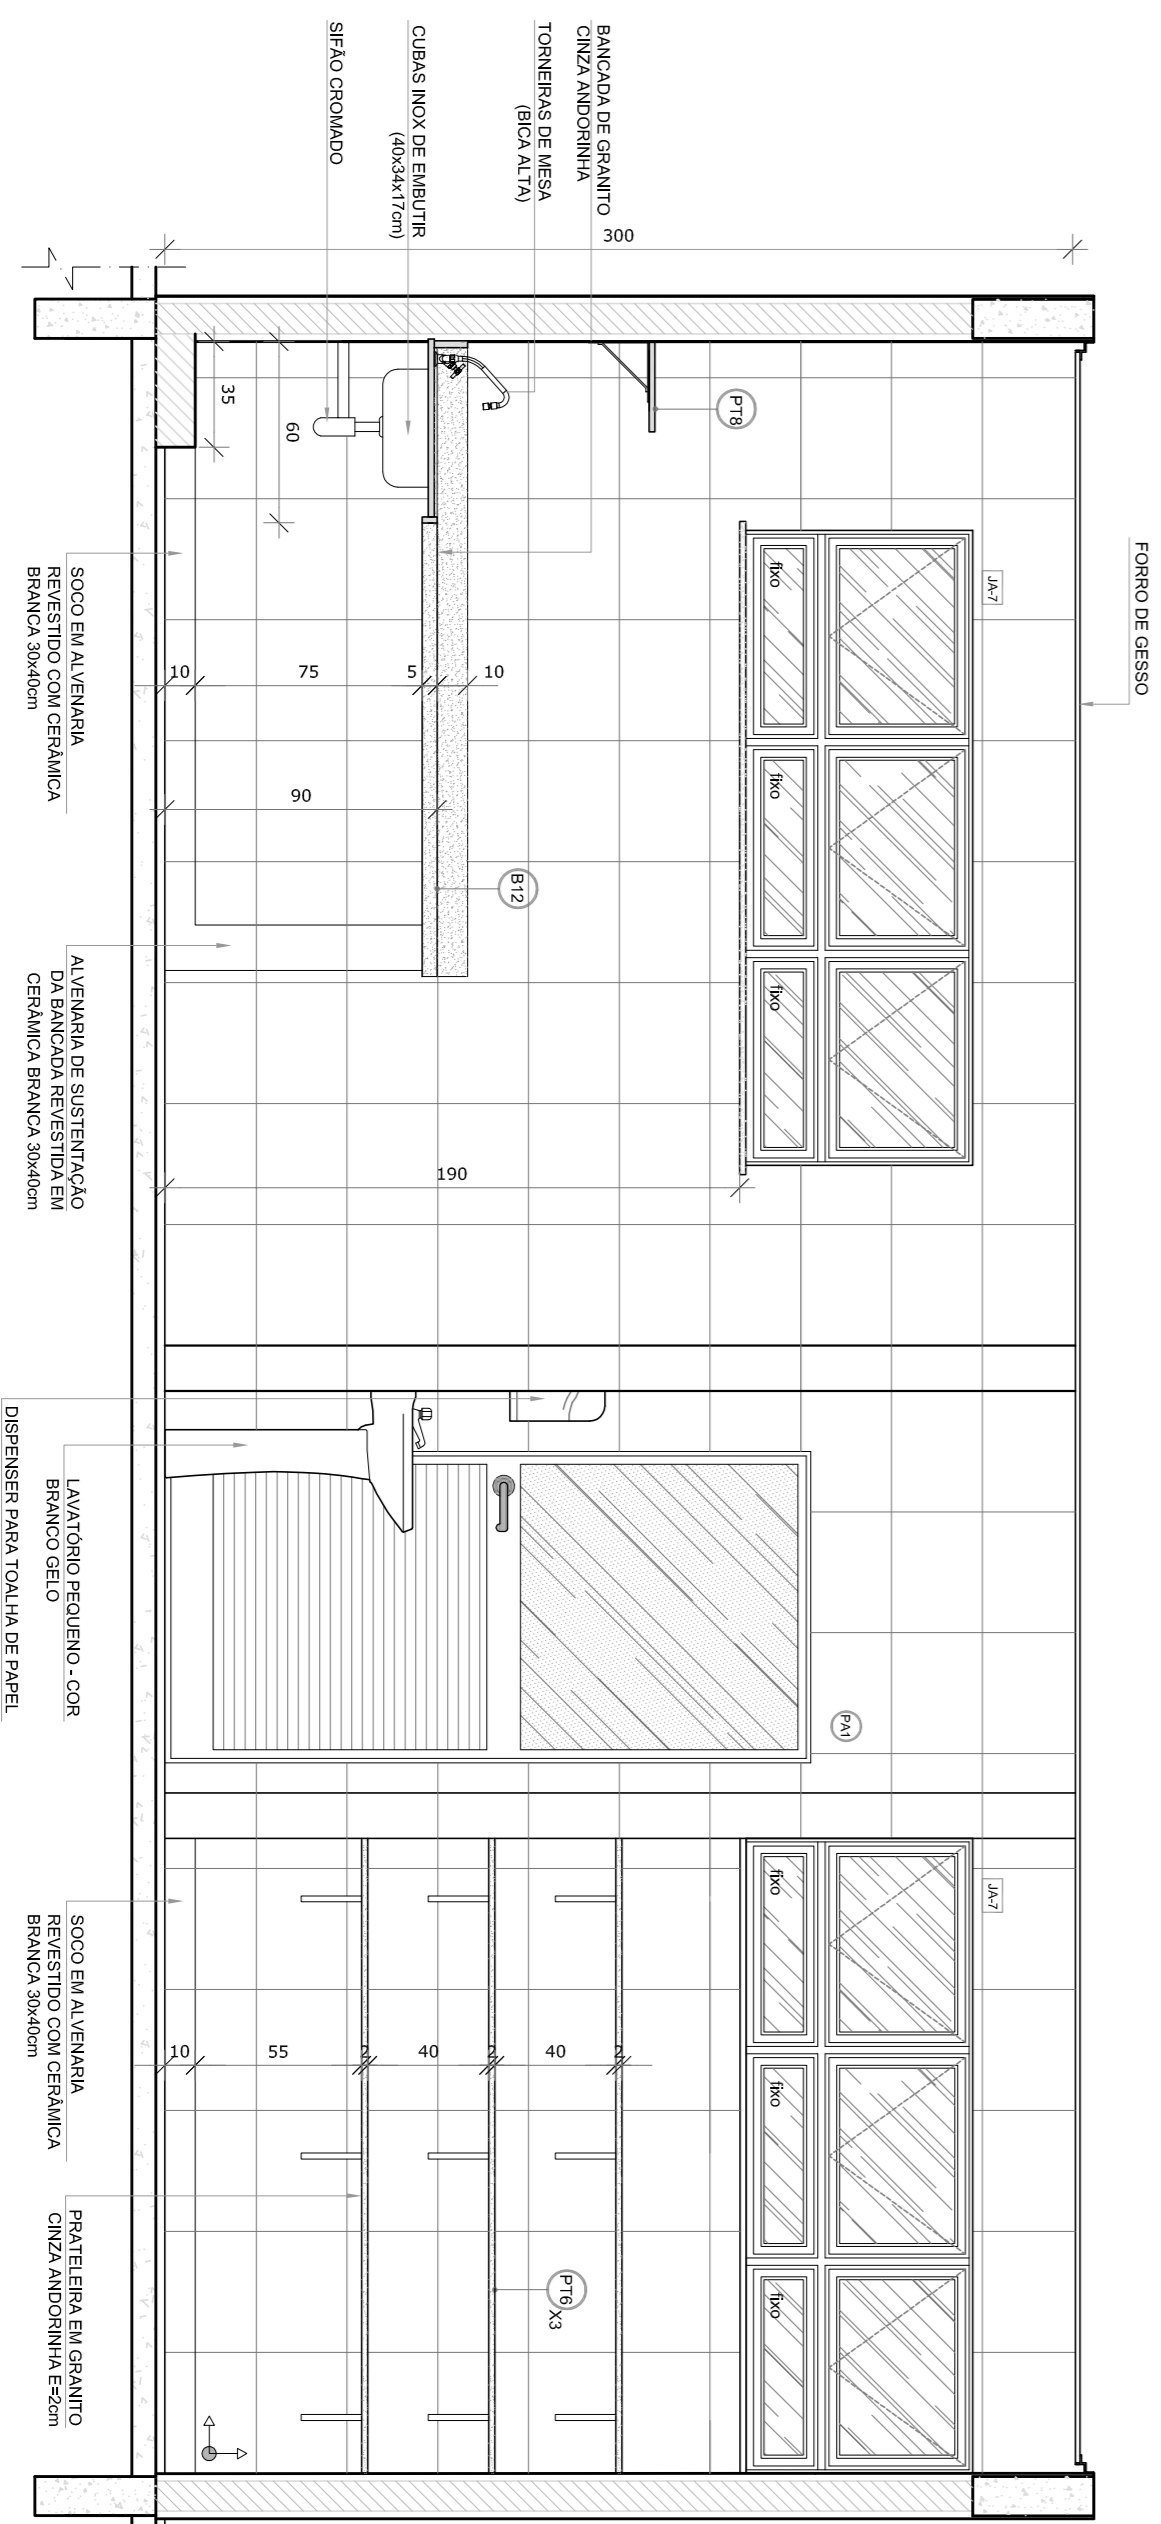 FORRO DE GESSO
BANCADA DE GRANITO
CINZA ANDORINHA
TORNEIRAS DE MESA
(BICA ALTA)
CUBAS INOX DE EMBUTIR
(40x34x17cm)
SIFÃO CROMADO
300
PT8
JA-7
fixo
fixo
fixo
35
60
10
75
5
10
90
B12
190
PA1
JA-7
fixo
fixo
fixo
10
55
2
40
2
40
2
PT6
X3
SOCO EM ALVENARIA
REVESTIDO COM CERÂMICA
BRANCA 30x40cm
ALVENARIA DE SUSTENTAÇÃO
DA BANCADA REVESTIDA EM
CERÂMICA BRANCA 30x40cm
LAVATÓRIO PEQUENO - COR
BRANCO GELO
DISPENSER PARA TOALHA DE PAPEL
SOCO EM ALVENARIA
REVESTIDO COM CERÂMICA
BRANCA 30x40cm
PRATELEIRA EM GRANITO
CINZA ANDORINHA E=2cm